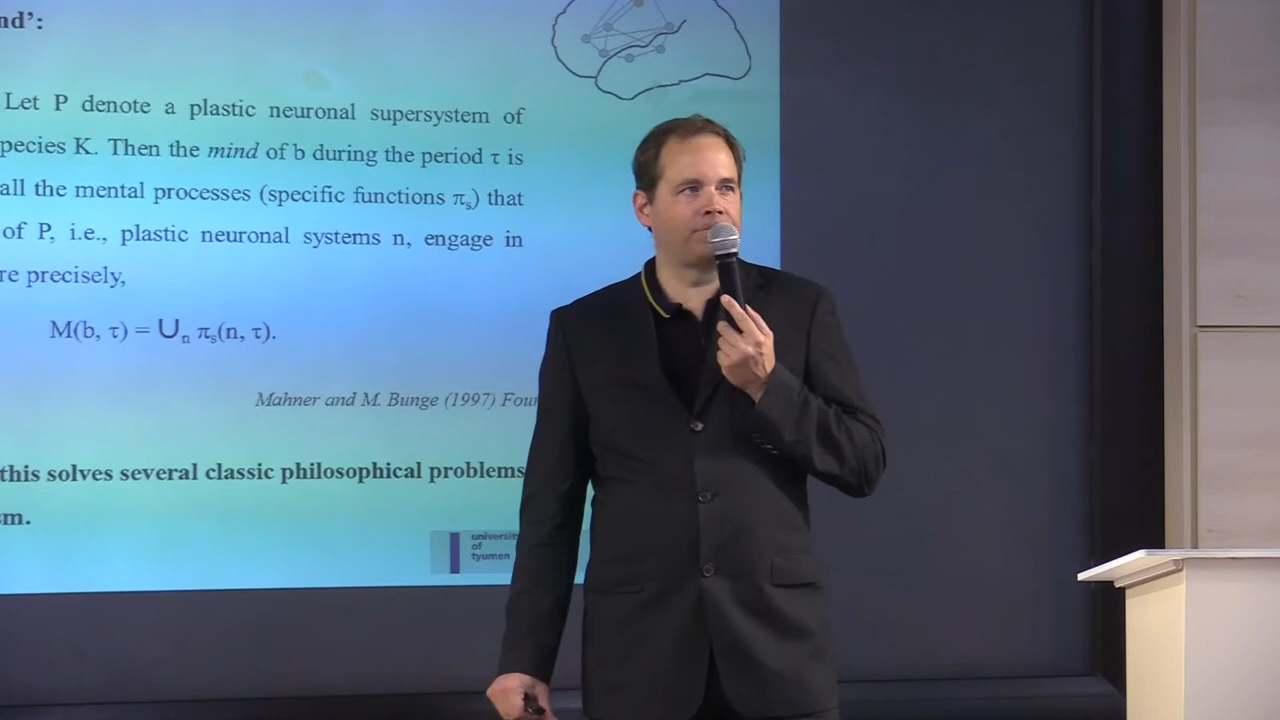 nd’:
Let P denote a plastic neuronal supersystem of
pecies K. Then the mind of b during the period τ is
all the mental processes (specific functions πs) that
of P, i.e., plastic neuronal systems n, engage in
re precisely,
M(b, τ) = ∪n πs(n, τ).
Mahner and M. Bunge (1997) Foun
this solves several classic philosophical problems
sm.
university
of
tyumen